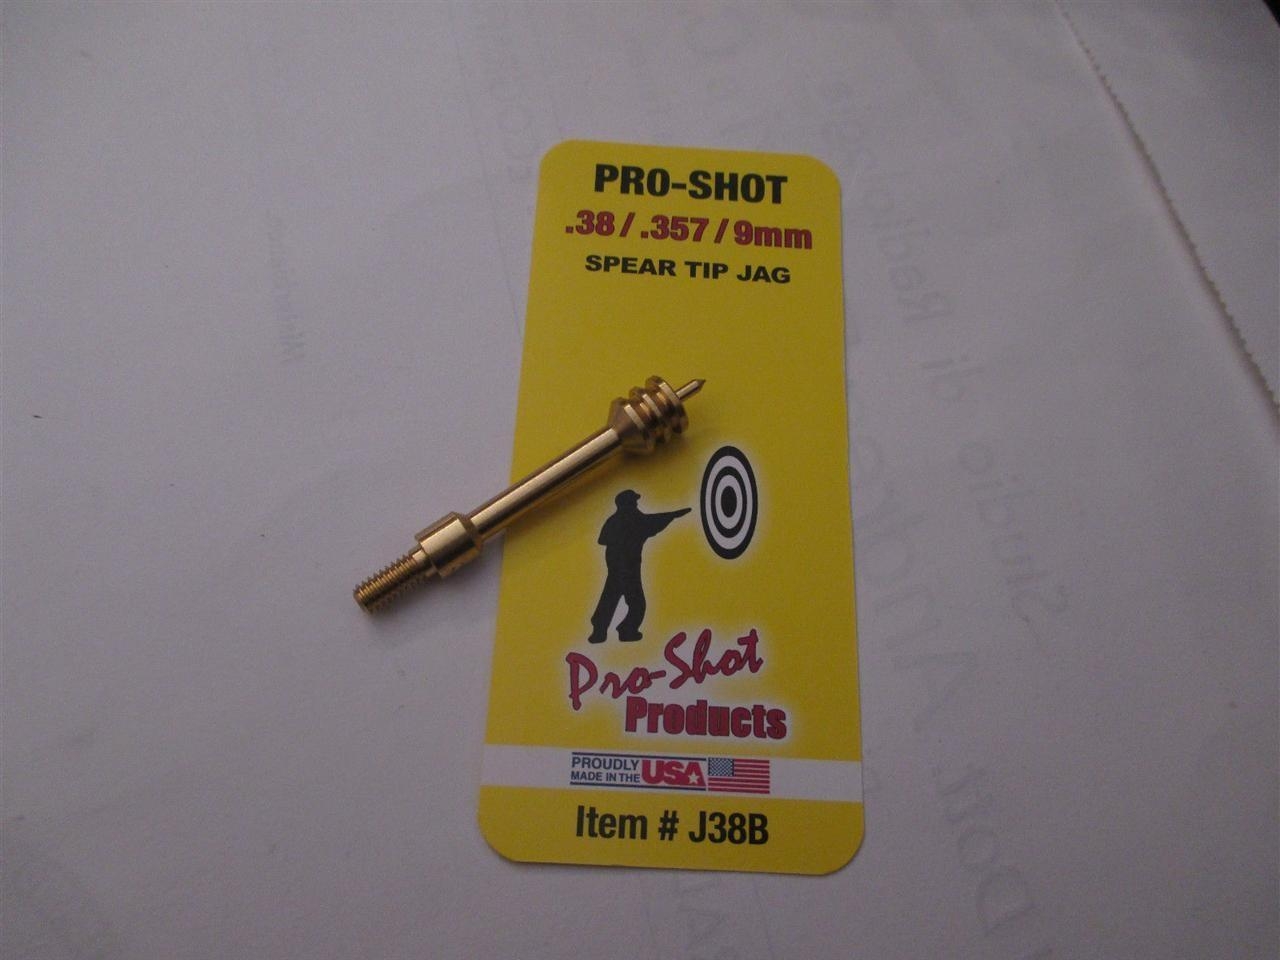 PRO-SHOT
.38 / .357 / 9mm
SPEAR TIP JAG
Pro-Shot
Products
PROUDLY
MADE IN THE
USA
Item # J38B